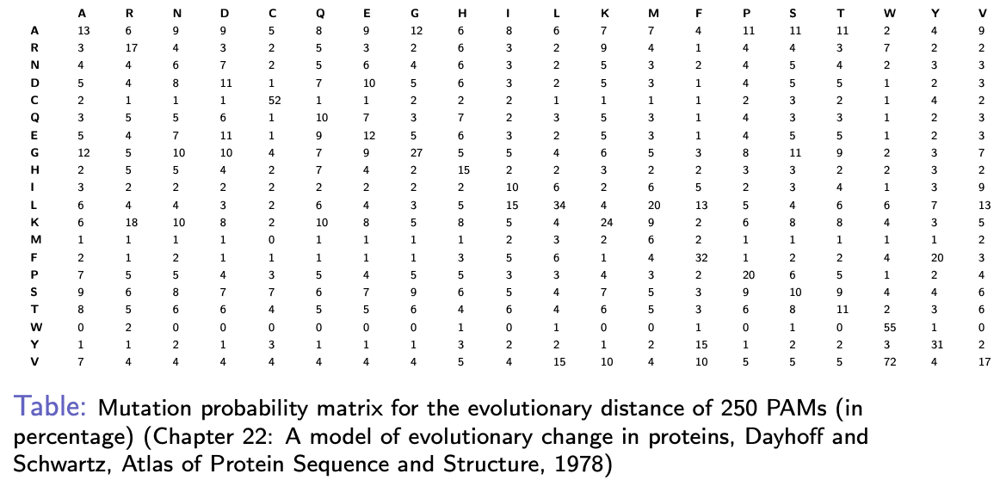 A R N D C Q E G H I L K M F P S T W Y V
A 13 6 9 9 5 8 9 12 6 8 6 7 7 4 11 11 11 2 4 9
R 3 17 4 3 2 5 3 2 6 3 2 9 4 1 4 4 3 7 2 2
N 4 4 6 7 2 5 6 4 6 3 2 5 3 2 4 5 4 2 3 3
D 5 4 8 11 1 7 10 5 6 3 2 5 3 1 4 5 5 1 2 3
C 2 1 1 1 52 1 1 2 2 2 1 1 1 1 2 3 2 1 4 2
Q 3 5 5 6 1 10 7 3 7 2 3 5 3 1 4 3 3 1 2 3
E 5 4 7 11 1 9 12 5 6 3 2 5 3 1 4 5 5 1 2 3
G 12 5 10 10 4 7 9 27 5 5 4 6 5 3 8 11 9 2 3 7
H 2 5 5 4 2 7 4 2 15 2 2 3 2 2 3 3 2 2 3 2
I 3 2 2 2 2 2 2 2 2 10 6 2 6 5 2 3 4 1 3 9
L 6 4 4 3 2 6 4 3 5 15 34 4 20 13 5 4 6 6 7 13
K 6 18 10 8 2 10 8 5 8 5 4 24 9 2 6 8 8 4 3 5
M 1 1 1 1 0 1 1 1 1 2 3 2 6 2 1 1 1 1 1 2
F 2 1 2 1 1 1 1 1 3 5 6 1 4 32 1 2 2 4 20 3
P 7 5 5 4 3 5 4 5 5 3 3 4 3 2 20 6 5 1 2 4
S 9 6 8 7 7 6 7 9 6 5 4 7 5 3 9 10 9 4 4 6
T 8 5 6 6 4 5 5 6 4 6 4 6 5 3 6 8 11 2 3 6
W 0 2 0 0 0 0 0 0 1 0 1 0 0 1 0 1 0 55 1 0
Y 1 1 2 1 3 1 1 1 3 2 2 1 2 15 1 2 2 3 31 2
V 7 4 4 4 4 4 4 4 5 4 15 10 4 10 5 5 5 72 4 17
Table: Mutation probability matrix for the evolutionary distance of 250 PAMs (in
percentage) (Chapter 22: A model of evolutionary change in proteins, Dayhoff and
Schwartz, Atlas of Protein Sequence and Structure, 1978)